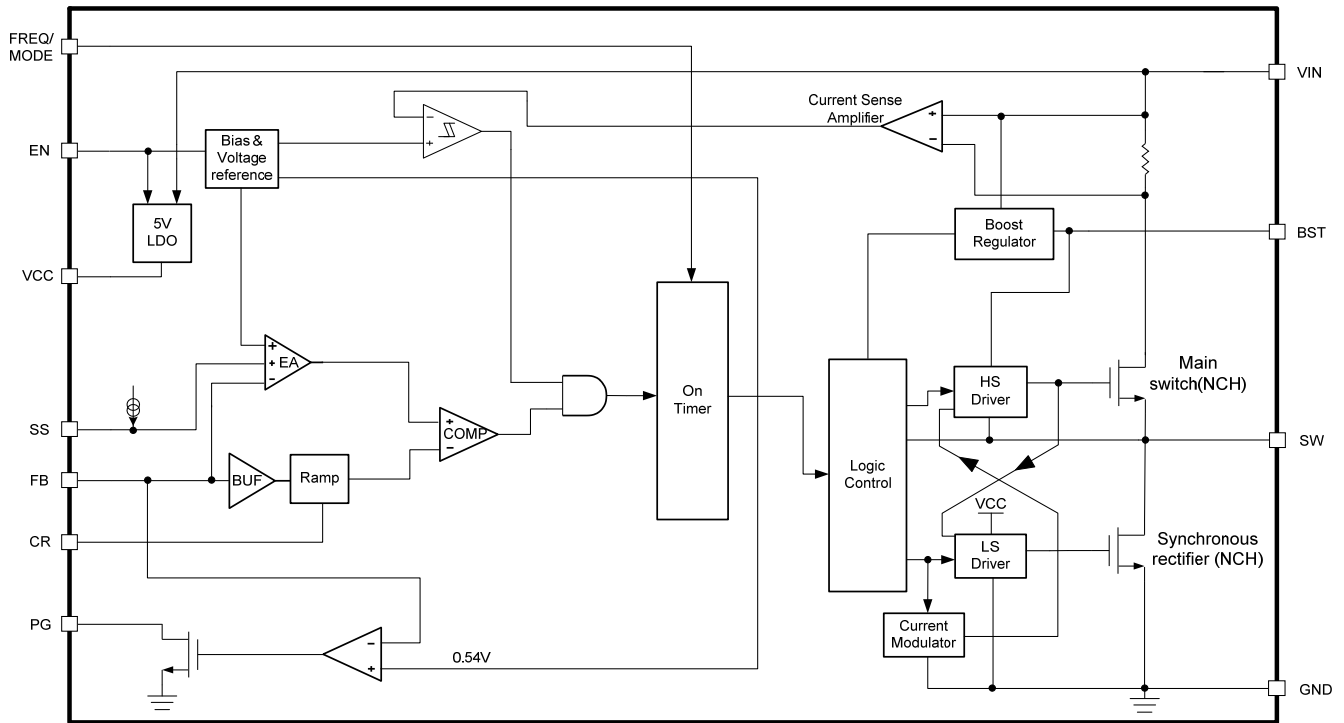 FREQ/
MODE
VIN
Current Sense
Amplifier
+
-
-
+
EN
Bias &
Voltage
reference
5V
LDO
Boost
Regulator
BST
VCC
+
+
-
EA
On
Timer
HS
Driver
Main
switch(NCH)
SS
+
COMP
-
SW
FB
BUF
Ramp
Logic
Control
VCC
CR
LS
Driver
Synchronous
rectifier (NCH)
PG
-
+
0.54V
Current
Modulator
GND